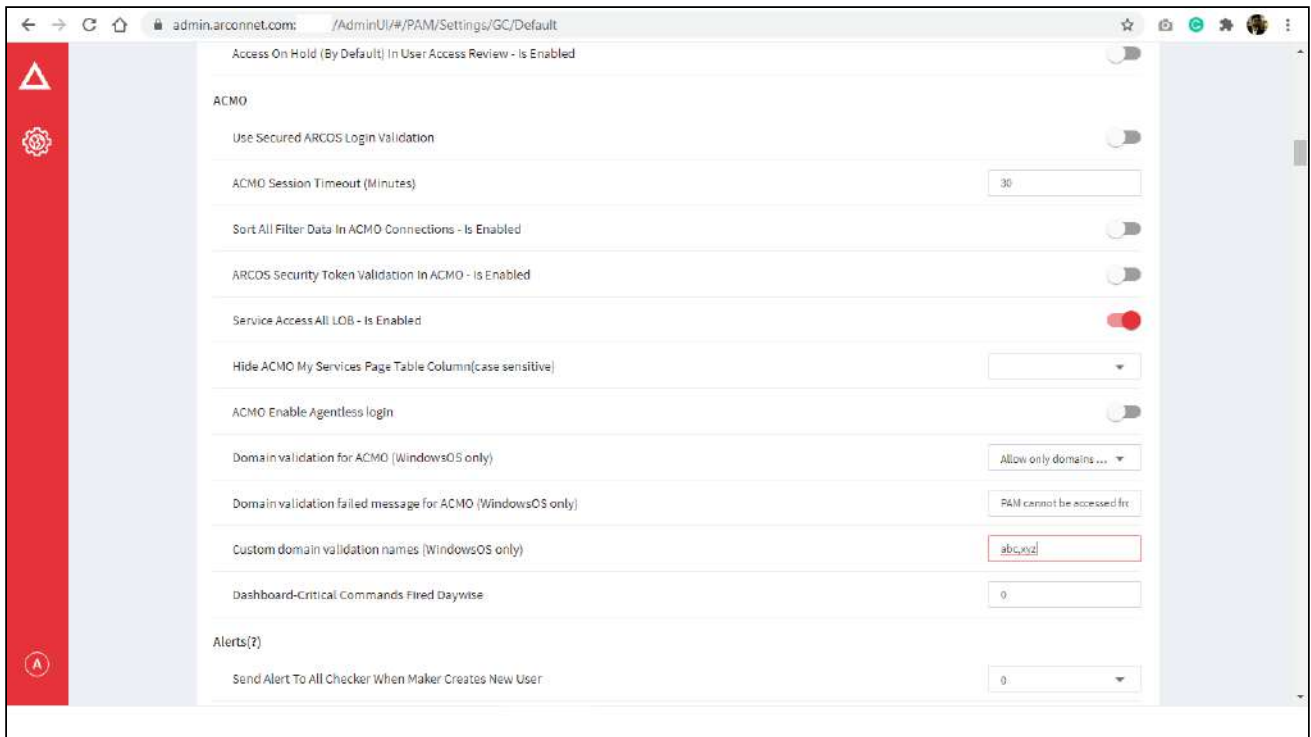 admin.arconnet.com: /AdminUI/#/PAM/Settings/GC/Default
Access On Hold (By Default) In User Access Review - Is Enabled
ACMO
Use Secured ARCOS Login Validation
ACMO Session Timeout (Minutes)
30
Sort All Filter Data In ACMO Connections - Is Enabled
ARCOS Security Token Validation In ACMO - Is Enabled
Service Access All LOB - Is Enabled
Hide ACMO My Services Page Table Column(case sensitive)
ACMO Enable Agentless login
Domain validation for ACMO (WindowsOS only)
Allow only domains ...
Domain validation failed message for ACMO (WindowsOS only)
PAM cannot be accessed fro
Custom domain validation names (WindowsOS only)
abc,xyz
Dashboard-Critical Commands Fired Daywise
0
Alerts(?)
A
Send Alert To All Checker When Maker Creates New User
0